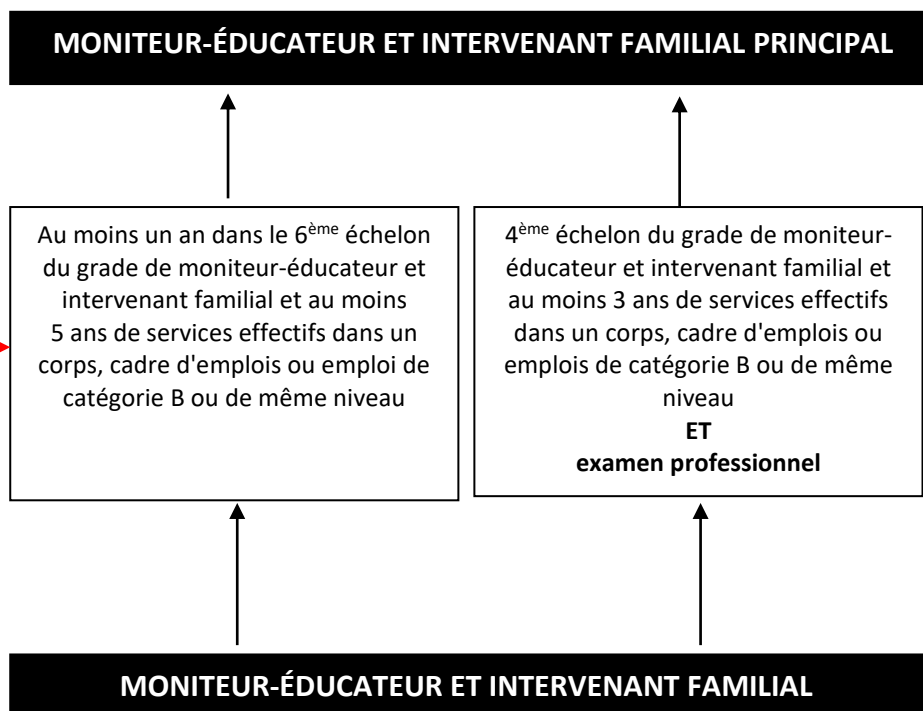 MONITEUR-ÉDUCATEUR ET INTERVENANT FAMILIAL PRINCIPAL
Au moins un an dans le 6ème échelon
du grade de moniteur-éducateur et
intervenant familial et au moins
5 ans de services effectifs dans un
corps, cadre d'emplois ou emploi de
catégorie B ou de même niveau
4ème échelon du grade de moniteur-
éducateur et intervenant familial et
au moins 3 ans de services effectifs
dans un corps, cadre d'emplois ou
emplois de catégorie B ou de même
niveau
ET
examen professionnel
MONITEUR-ÉDUCATEUR ET INTERVENANT FAMILIAL